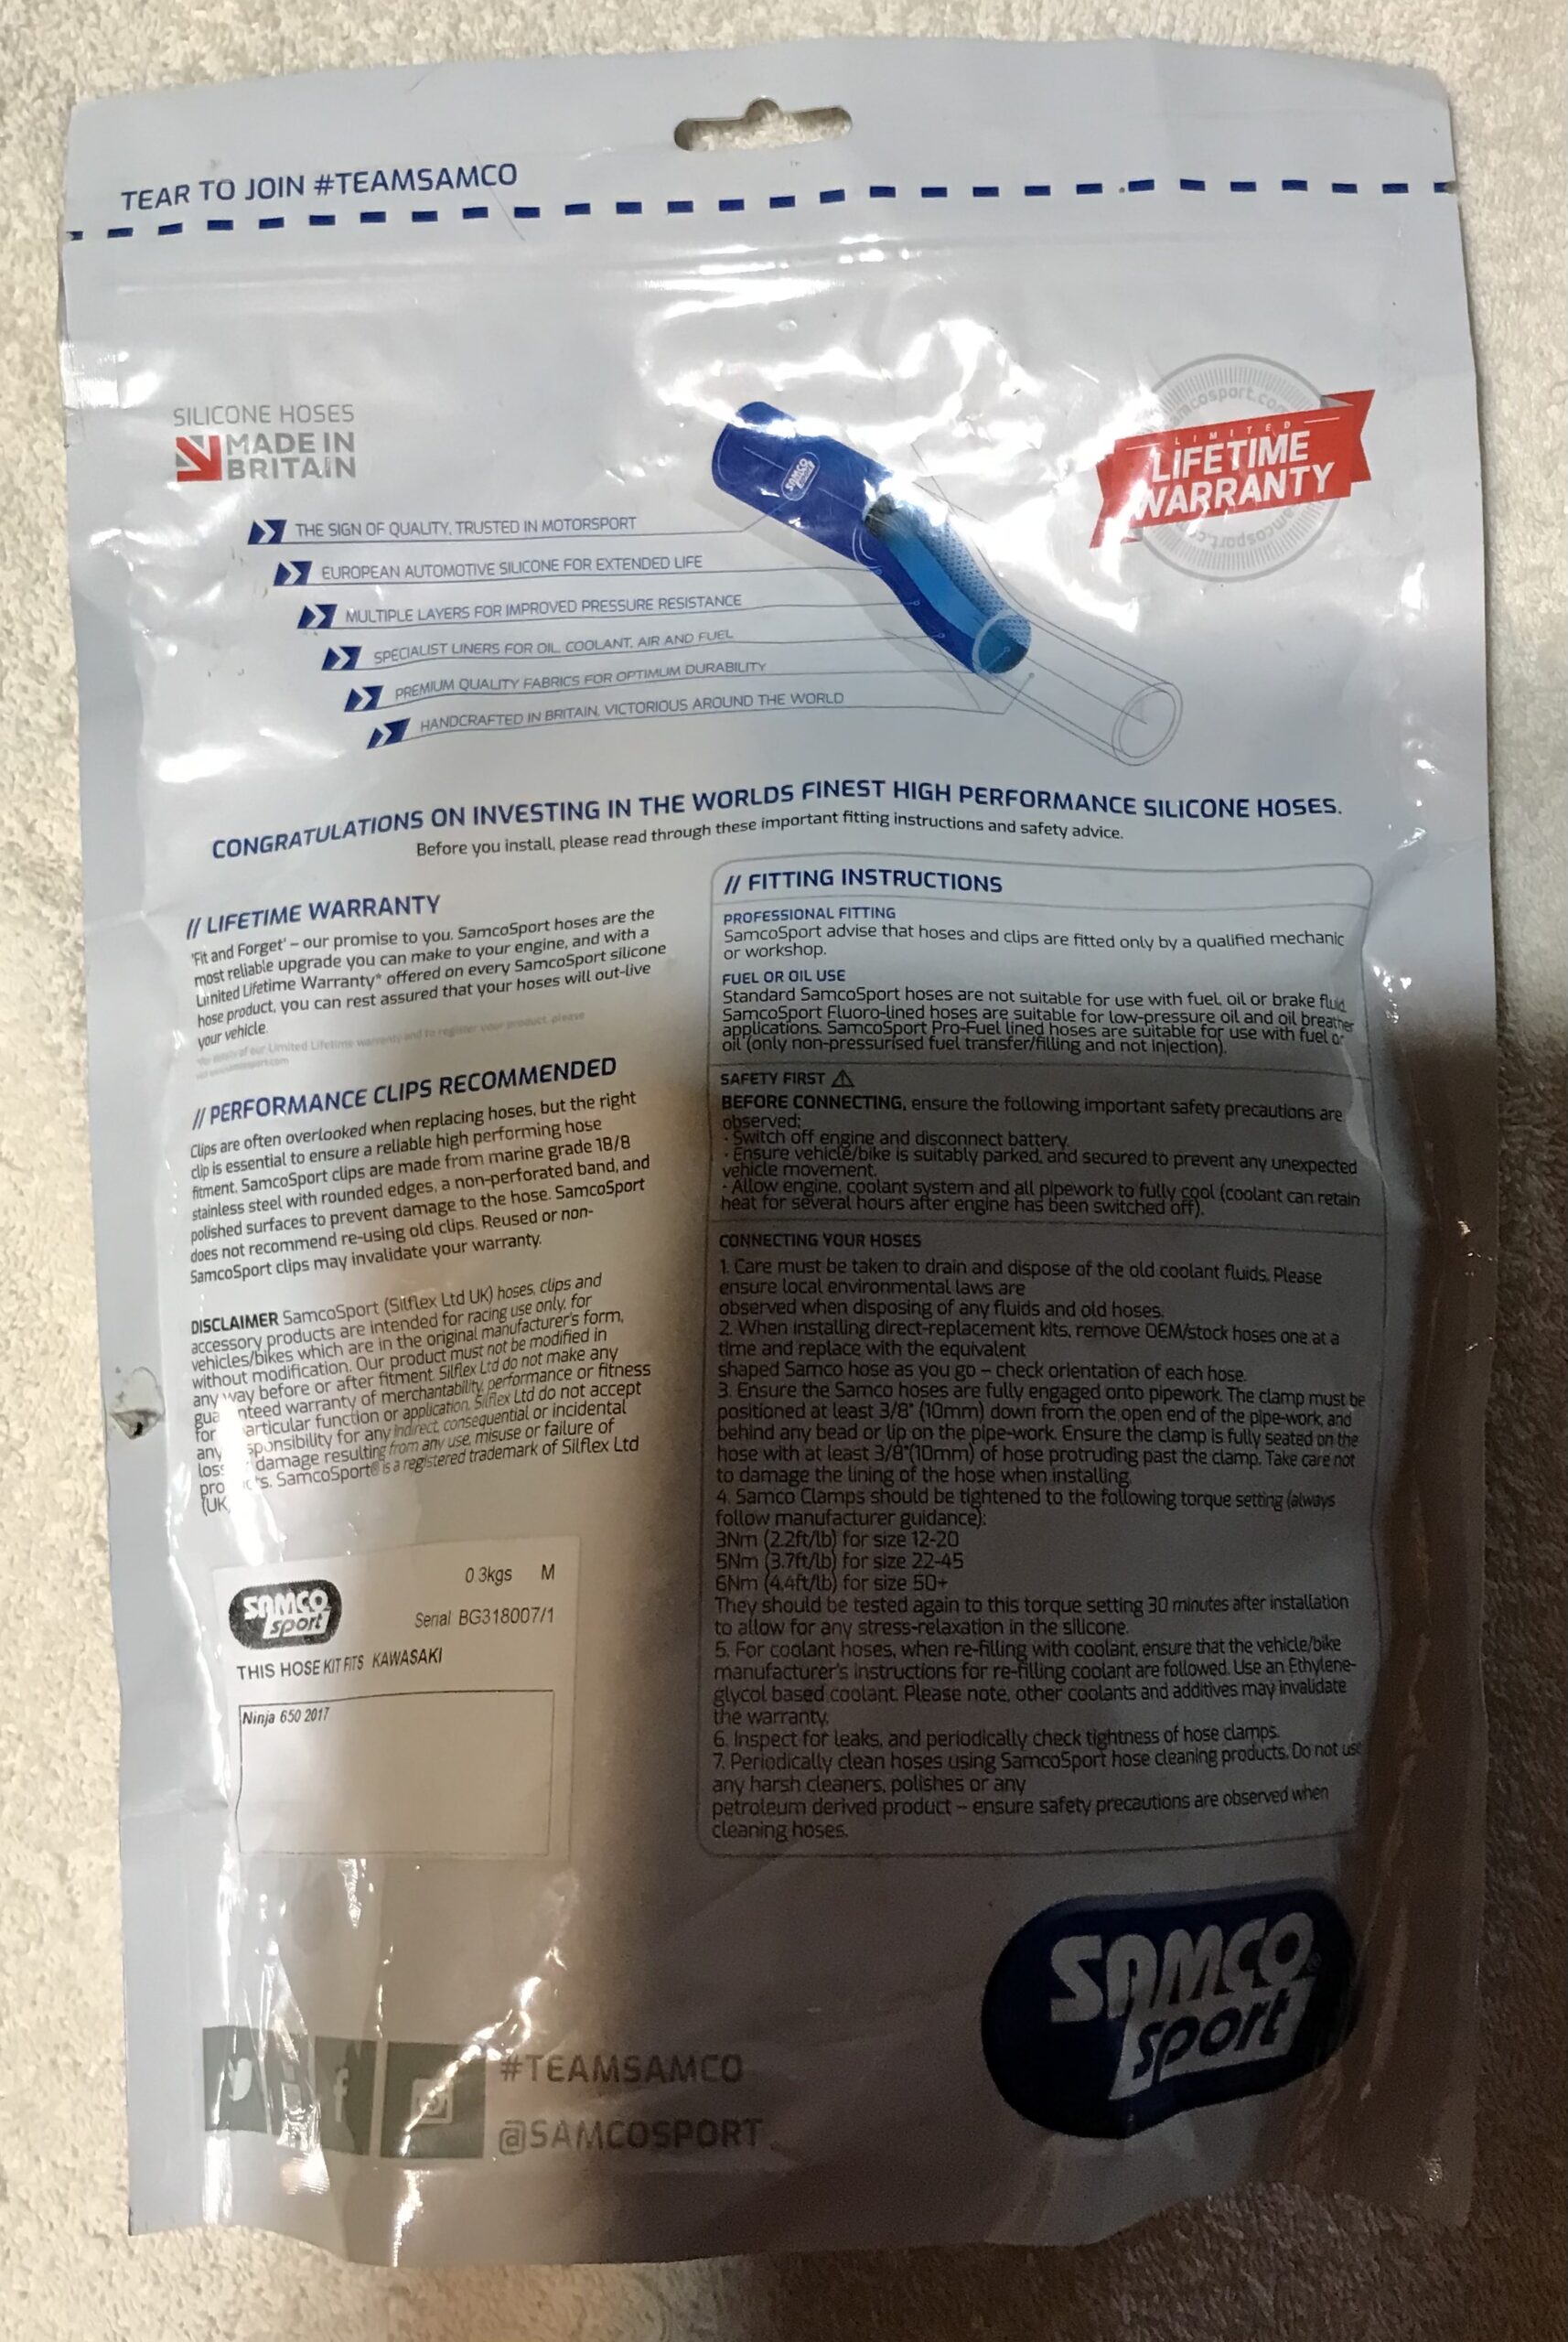 TEAR TO JOIN #TEAMSAMCO
SILICONE HOSES
MADE IN
BRITAIN
SAMCO
samcosport.com
LIMITED
LIFETIME
WARRANTY
samcosport.com
THE SIGN OF QUALITY, TRUSTED IN MOTORSPORT
EUROPEAN AUTOMOTIVE SILICONE FOR EXTENDED LIFE
MULTIPLE LAYERS FOR IMPROVED PRESSURE RESISTANCE
SPECIALIST LINERS FOR OIL, COOLANT, AIR AND FUEL
PREMIUM QUALITY FABRICS FOR OPTIMUM DURABILITY
HANDCRAFTED IN BRITAIN, VICTORIOUS AROUND THE WORLD
CONGRATULATIONS ON INVESTING IN THE WORLDS FINEST HIGH PERFORMANCE SILICONE HOSES.
Before you install, please read through these important fitting instructions and safety advice.
// LIFETIME WARRANTY
'Fit and Forget' – our promise to you. SamcoSport hoses are the
most reliable upgrade you can make to your engine, and with a
Limited Lifetime Warranty* offered on every SamcoSport silicone
hose product, you can rest assured that your hoses will out-live
your vehicle.
of our Limited Lifetime warranty and to register your product, please
// PERFORMANCE CLIPS RECOMMENDED
Clips are often overlooked when replacing hoses, but the right
clip is essential to ensure a reliable high performing hose
fitment. SamcoSport clips are made from marine grade 18/8
stainless steel with rounded edges, a non-perforated band, and
polished surfaces to prevent damage to the hose. SamcoSport
does not recommend re-using old clips. Reused or non-
SamcoSport clips may invalidate your warranty.
DISCLAIMER SamcoSport (Silflex Ltd UK) hoses, clips and
accessory products are intended for racing use only, for
vehicles/bikes which are in the original manufacturer's form,
without modification. Our product must not be modified in
any way before or after fitment. Silflex Ltd do not make any
guaranteed warranty of merchantability, performance or fitness
for particular function or application. Silflex Ltd do not accept
any responsibility for any indirect, consequential or incidental
loss damage resulting from any use, misuse or failure of
products. SamcoSport® is a registered trademark of Silflex Ltd
(UK
SAMCO
sport
0.3kgs M
Serial BG318007/1
THIS HOSE KIT FITS KAWASAKI
Ninja 650 2017
// FITTING INSTRUCTIONS
PROFESSIONAL FITTING
SamcoSport advise that hoses and clips are fitted only by a qualified mechanic
or workshop.
FUEL OR OIL USE
Standard SamcoSport hoses are not suitable for use with fuel, oil or brake fluid.
SamcoSport Fluoro-lined hoses are suitable for low-pressure oil and oil breather
applications. SamcoSport Pro-Fuel lined hoses are suitable for use with fuel or
oil (only non-pressurised fuel transfer/filling and not injection).
SAFETY FIRST
BEFORE CONNECTING, ensure the following important safety precautions are
observed:
· Switch off engine and disconnect battery.
· Ensure vehicle/bike is suitably parked, and secured to prevent any unexpected
vehicle movement.
· Allow engine, coolant system and all pipework to fully cool (coolant can retain
heat for several hours after engine has been switched off).
CONNECTING YOUR HOSES
1. Care must be taken to drain and dispose of the old coolant fluids. Please
ensure local environmental laws are
observed when disposing of any fluids and old hoses.
2. When installing direct-replacement kits, remove OEM/stock hoses one at a
time and replace with the equivalent
shaped Samco hose as you go – check orientation of each hose.
3. Ensure the Samco hoses are fully engaged onto pipework. The clamp must be
positioned at least 3/8" (10mm) down from the open end of the pipe-work, and
behind any bead or lip on the pipe-work. Ensure the clamp is fully seated on the
hose with at least 3/8"(10mm) of hose protruding past the clamp. Take care not
to damage the lining of the hose when installing.
4. Samco Clamps should be tightened to the following torque setting (always
follow manufacturer guidance):
3Nm (2.2ft/lb) for size 12-20
5Nm (3.7ft/lb) for size 22-45
6Nm (4.4ft/lb) for size 50+
They should be tested again to this torque setting 30 minutes after installation
to allow for any stress-relaxation in the silicone.
5. For coolant hoses, when re-filling with coolant, ensure that the vehicle/bike
manufacturer's instructions for re-filling coolant are followed. Use an Ethylene-
glycol based coolant. Please note, other coolants and additives may invalidate
the warranty.
6. Inspect for leaks, and periodically check tightness of hose clamps.
7. Periodically clean hoses using SamcoSport hose cleaning products. Do not use
any harsh cleaners, polishes or any
petroleum derived product – ensure safety precautions are observed when
cleaning hoses.
#TEAMSAMCO
@SAMCOSPORT
SAMCO
sport